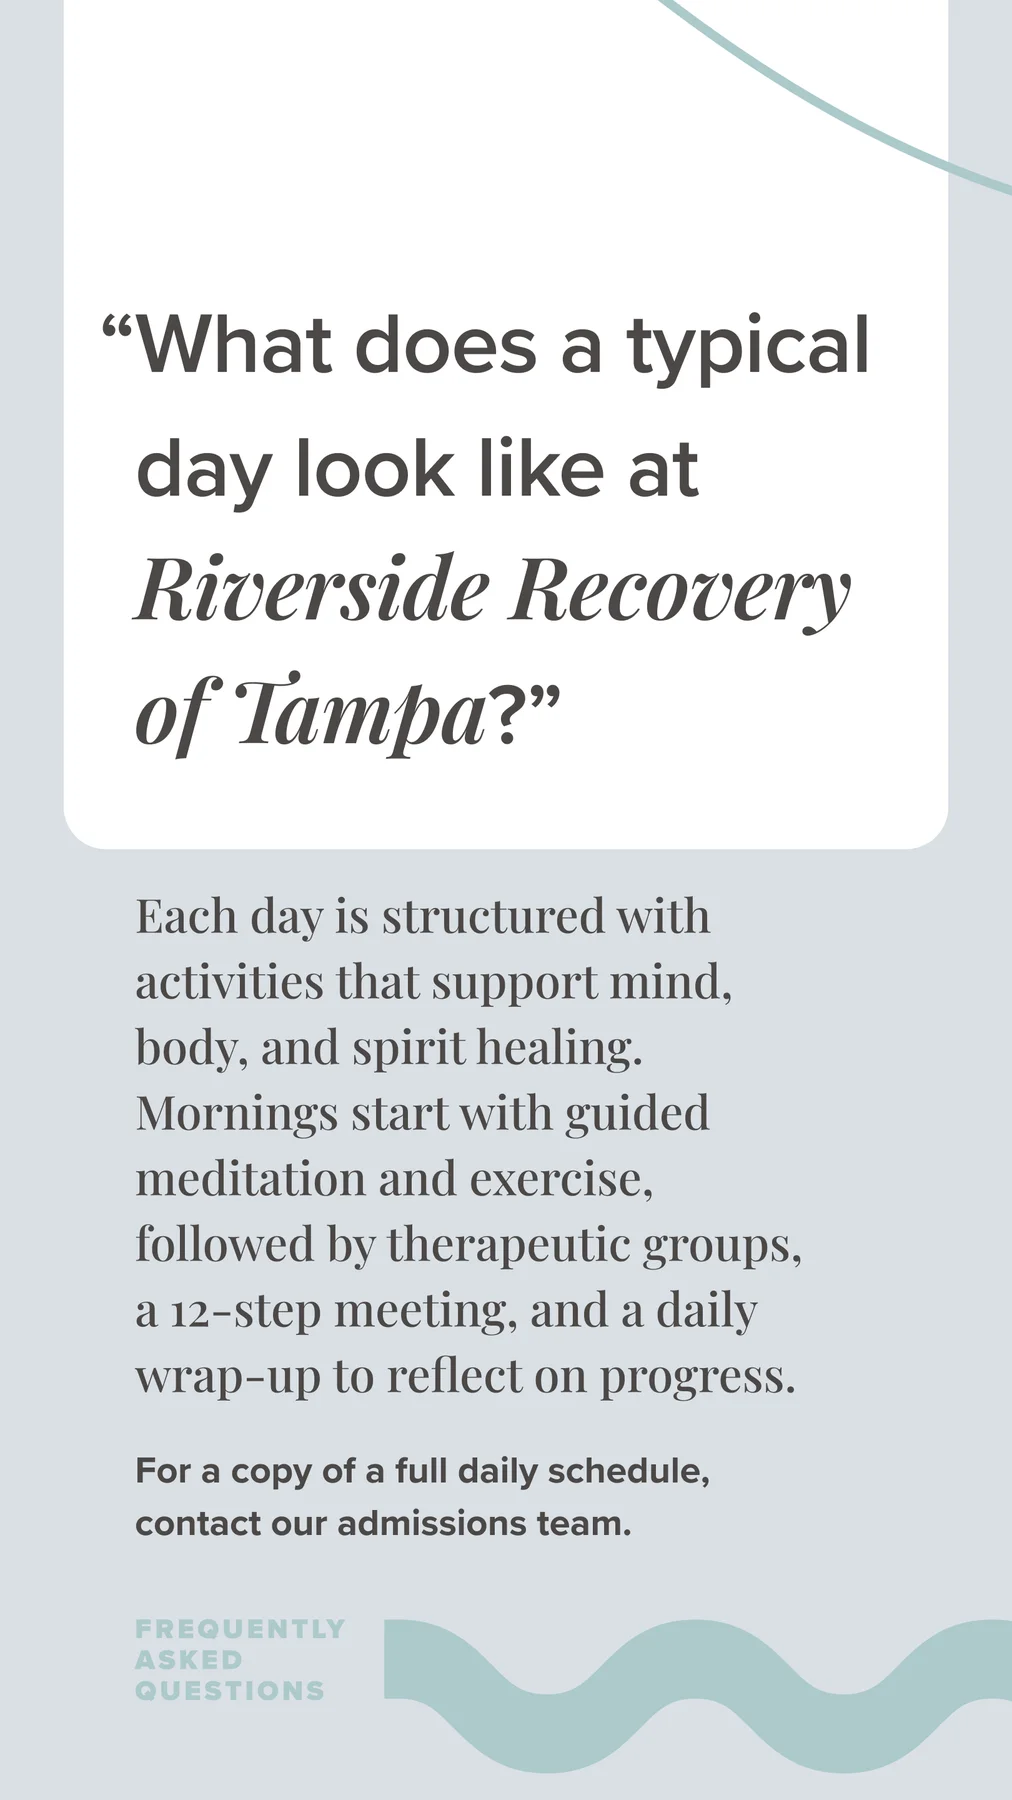 “What does a typical
day look like at
Riverside Recovery
of Tampa?”
Each day is structured with
activities that support mind,
body, and spirit healing.
Mornings start with guided
meditation and exercise,
followed by therapeutic groups,
a 12-step meeting, and a daily
wrap-up to reflect on progress.
For a copy of a full daily schedule,
contact our admissions team.
FREQUENTLY
ASKED
QUESTIONS